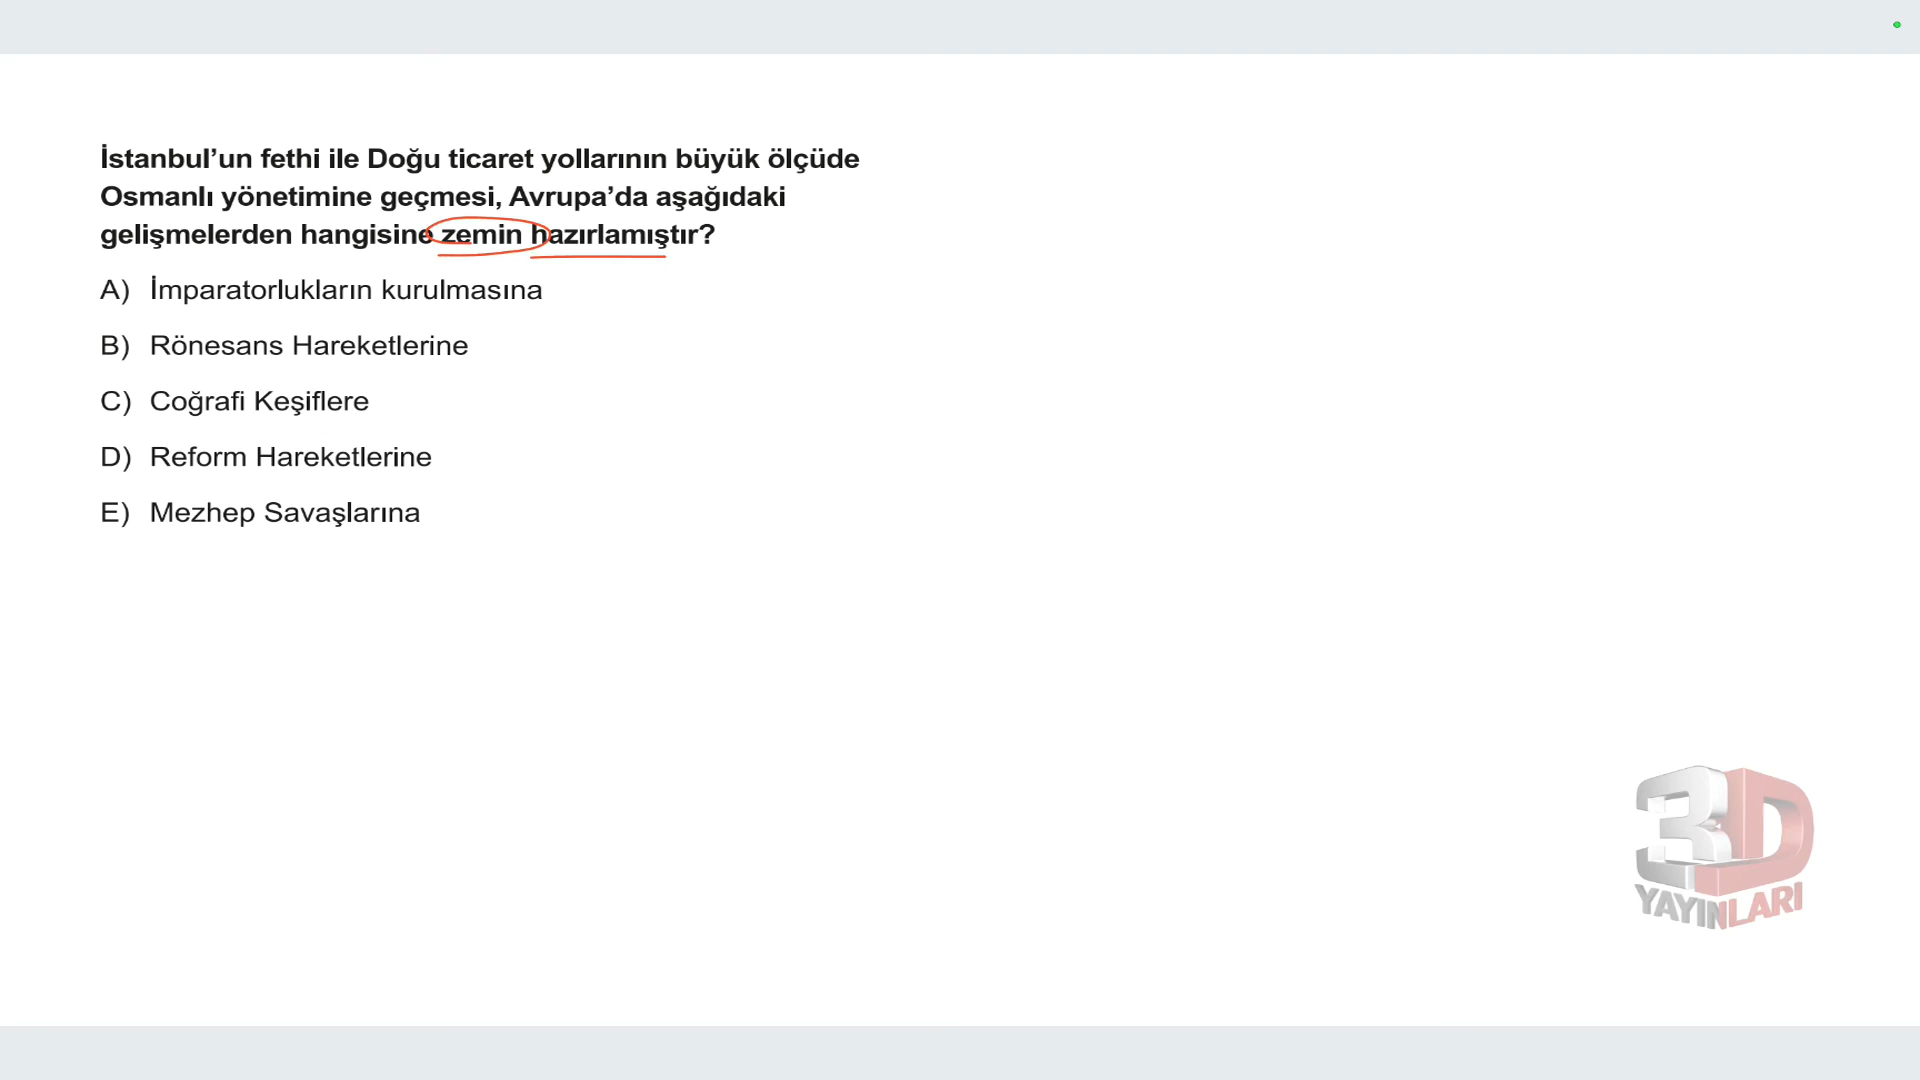 İstanbul’un fethi ile Doğu ticaret yollarının büyük ölçüde
Osmanlı yönetimine geçmesi, Avrupa’da aşağıdaki
gelişmelerden hangisine zemin hazırlamıştır?
A) İmparatorlukların kurulmasına
B) Rönesans Hareketlerine
C) Coğrafi Keşiflere
D) Reform Hareketlerine
E) Mezhep Savaşlarına
3D
YAYINLARI